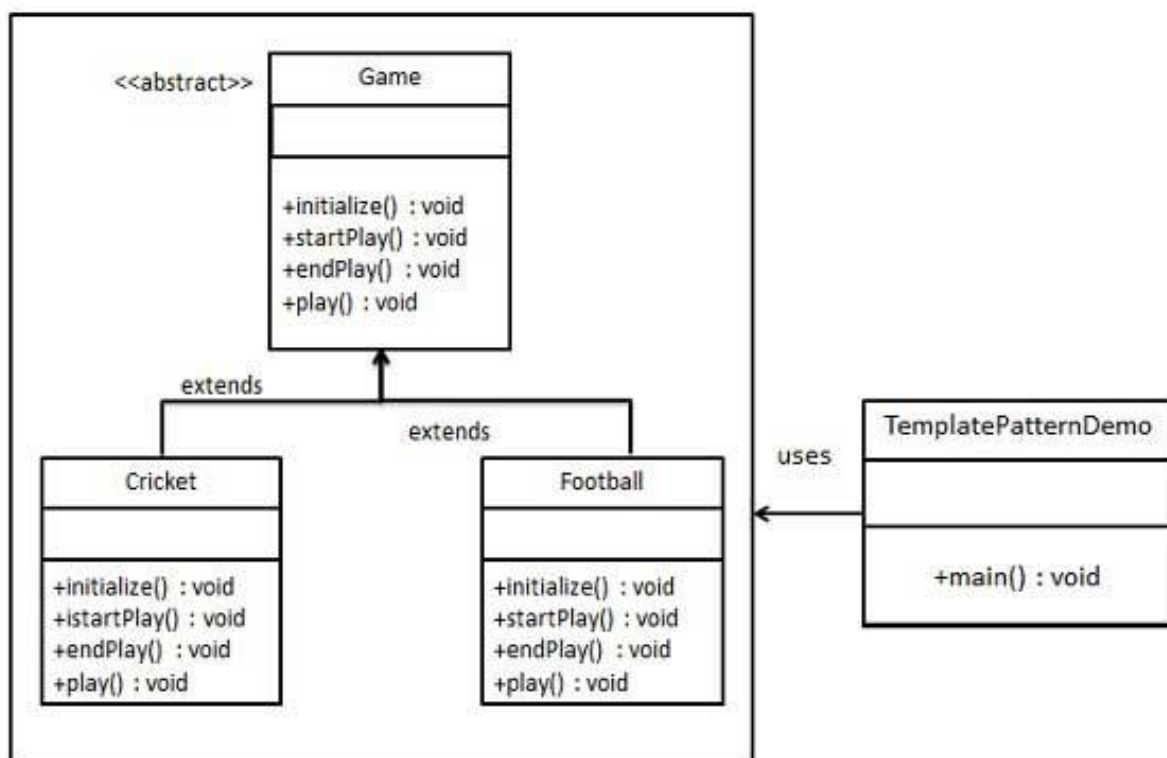 <<abstract>>
Game
+initialize() : void
+startPlay() : void
+endPlay() : void
+play() : void
extends
extends
Cricket
+initialize() : void
+istartPlay() : void
+endPlay() : void
+play() : void
Football
+initialize() : void
+startPlay() : void
+endPlay() : void
+play() : void
uses
TemplatePatternDemo
+main() : void